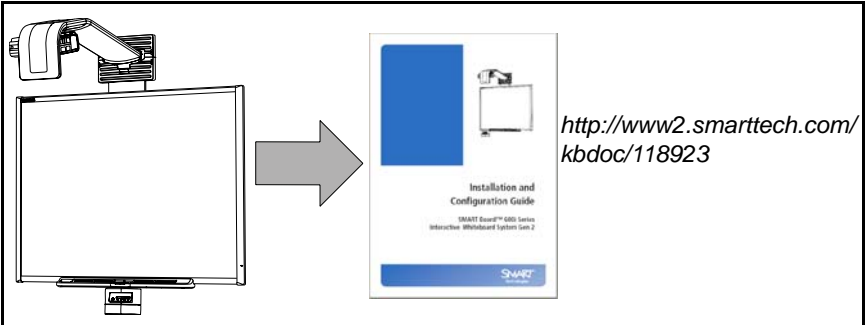 http://www2.smarttech.com/
kbdoc/118923
Installation and
Configuration Guide
SMART Board™ 600i Series
Interactive Whiteboard System Gen 2
SMART
Technologies